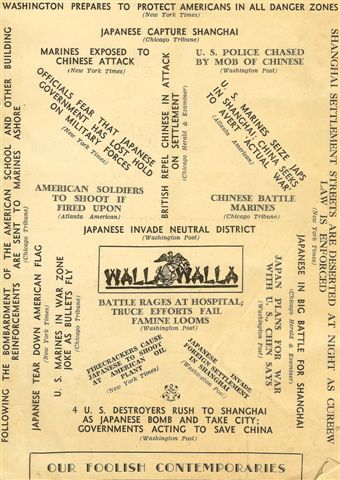 WASHINGTON PREPARES TO PROTECT AMERICANS IN ALL DANGER ZONES
(New York Times)
JAPANESE CAPTURE SHANGHAI
(Chicago Tribune)
MARINES EXPOSED TO
CHINESE ATTACK
(New York Times)
U. S. POLICE CHASED
BY MOB OF CHINESE
(Washington Post)
OFFICIALS FEAR THAT JAPANESE
GOVERNMENT HAS LOST HOLD
ON MILITARY FORCES
(New York Times)
BRITISH REPEL CHINESE IN ATTACK
ON SETTLEMENT
(Chicago Herald & Examiner)
U. S. MARINES SEIZE JAPS
IN SHANGHAI; CHINA SEEKS
TO AVERT ACTUAL WAR
(Atlanta American)
AMERICAN SOLDIERS
TO SHOOT IF
FIRED UPON
(Atlanta American)
CHINESE BATTLE
MARINES
(Chicago Tribune)
JAPANESE INVADE NEUTRAL DISTRICT
(Washington Post)
FOLLOWING THE BOMBARDMENT OF THE AMERICAN SCHOOL AND OTHER BUILDING
REINFORCEMENTS ARE SENT TO MARINES ASHORE
(Chicago Tribune)
SHANGHAI SETTLEMENT STREETS ARE DESERTED AT NIGHT AS CURFEW
LAW IS ENFORCED
(New York Times)
JAPANESE TEAR DOWN AMERICAN FLAG
(New York Times)
U. S. MARINES IN WAR ZONE
JOKE AS BULLETS FLY
(Washington Post)
WALLA WALLA
BATTLE RAGES AT HOSPITAL;
TRUCE EFFORTS FAIL
FAMINE LOOMS
(Washington Post)
JAPAN PLANS FOR WAR
WITH U. S. CHEN SAYS
(Chicago Herald & Examiner)
JAPANESE IN BIG BATTLE FOR SHANGHAI
(Chicago Herald & Examiner)
FIRECRACKERS CAUSE
JAPANESE TO SHOOT
AT AMERICAN OIL
PLANT
(New York Times)
JAPANESE INVADE
FOREIGN SETTLEMENT
IN SHANGHAI
(Washington Post)
4 U. S. DESTROYERS RUSH TO SHANGHAI
AS JAPANESE BOMB AND TAKE CITY;
GOVERNMENTS ACTING TO SAVE CHINA
(Washington Post)
OUR FOOLISH CONTEMPORARIES